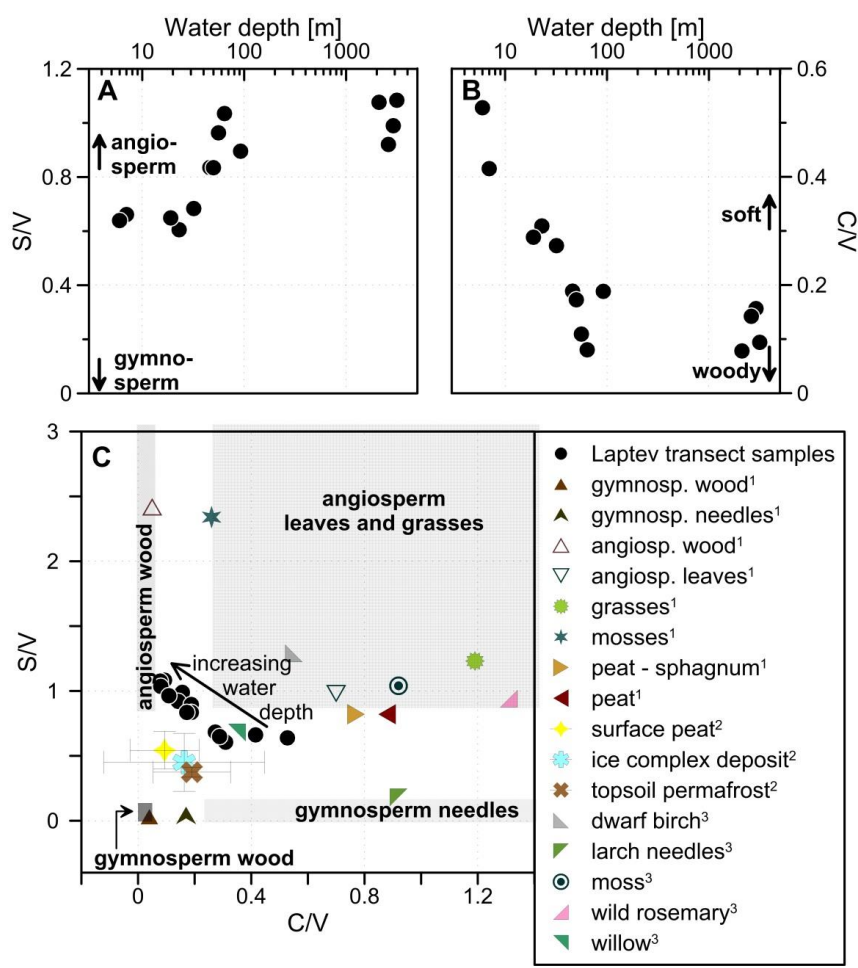 Water depth [m]
10 100 1000
1.2
0.8
0.4
0
S/V
A
angio-
sperm
gymno-
sperm
Water depth [m]
10 100 1000
B
soft
woody
0.6
0.4
0.2
0
C/V
3
2
1
0
S/V
C
angiosperm wood
angiosperm
leaves and grasses
increasing
water
depth
gymnosperm needles
gymnosperm wood
0 0.4 0.8 1.2
C/V
Laptev transect samples
gymnosp. wood¹
gymnosp. needles¹
angiosp. wood¹
angiosp. leaves¹
grasses¹
mosses¹
peat - sphagnum¹
peat¹
surface peat²
ice complex deposit²
topsoil permafrost²
dwarf birch³
larch needles³
moss³
wild rosemary³
willow³